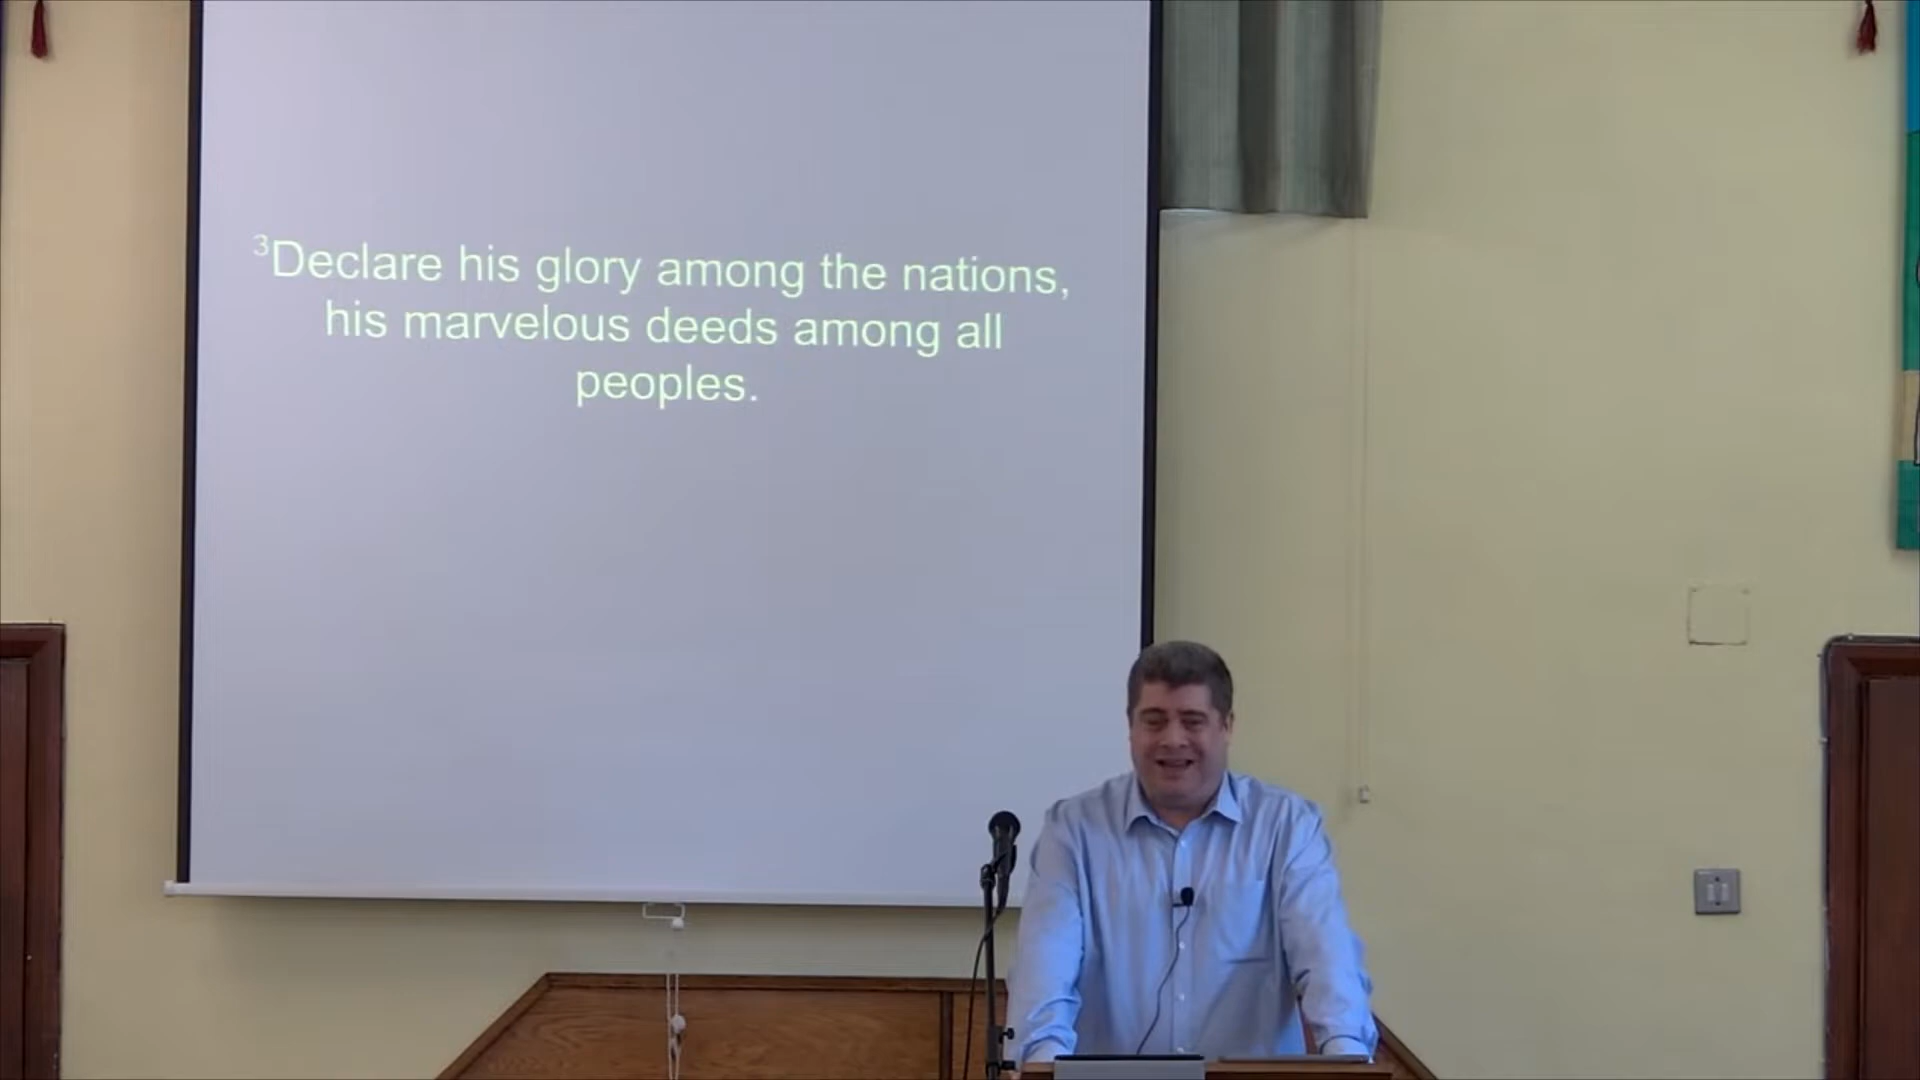 ³Declare his glory among the nations,
his marvelous deeds among all
peoples.